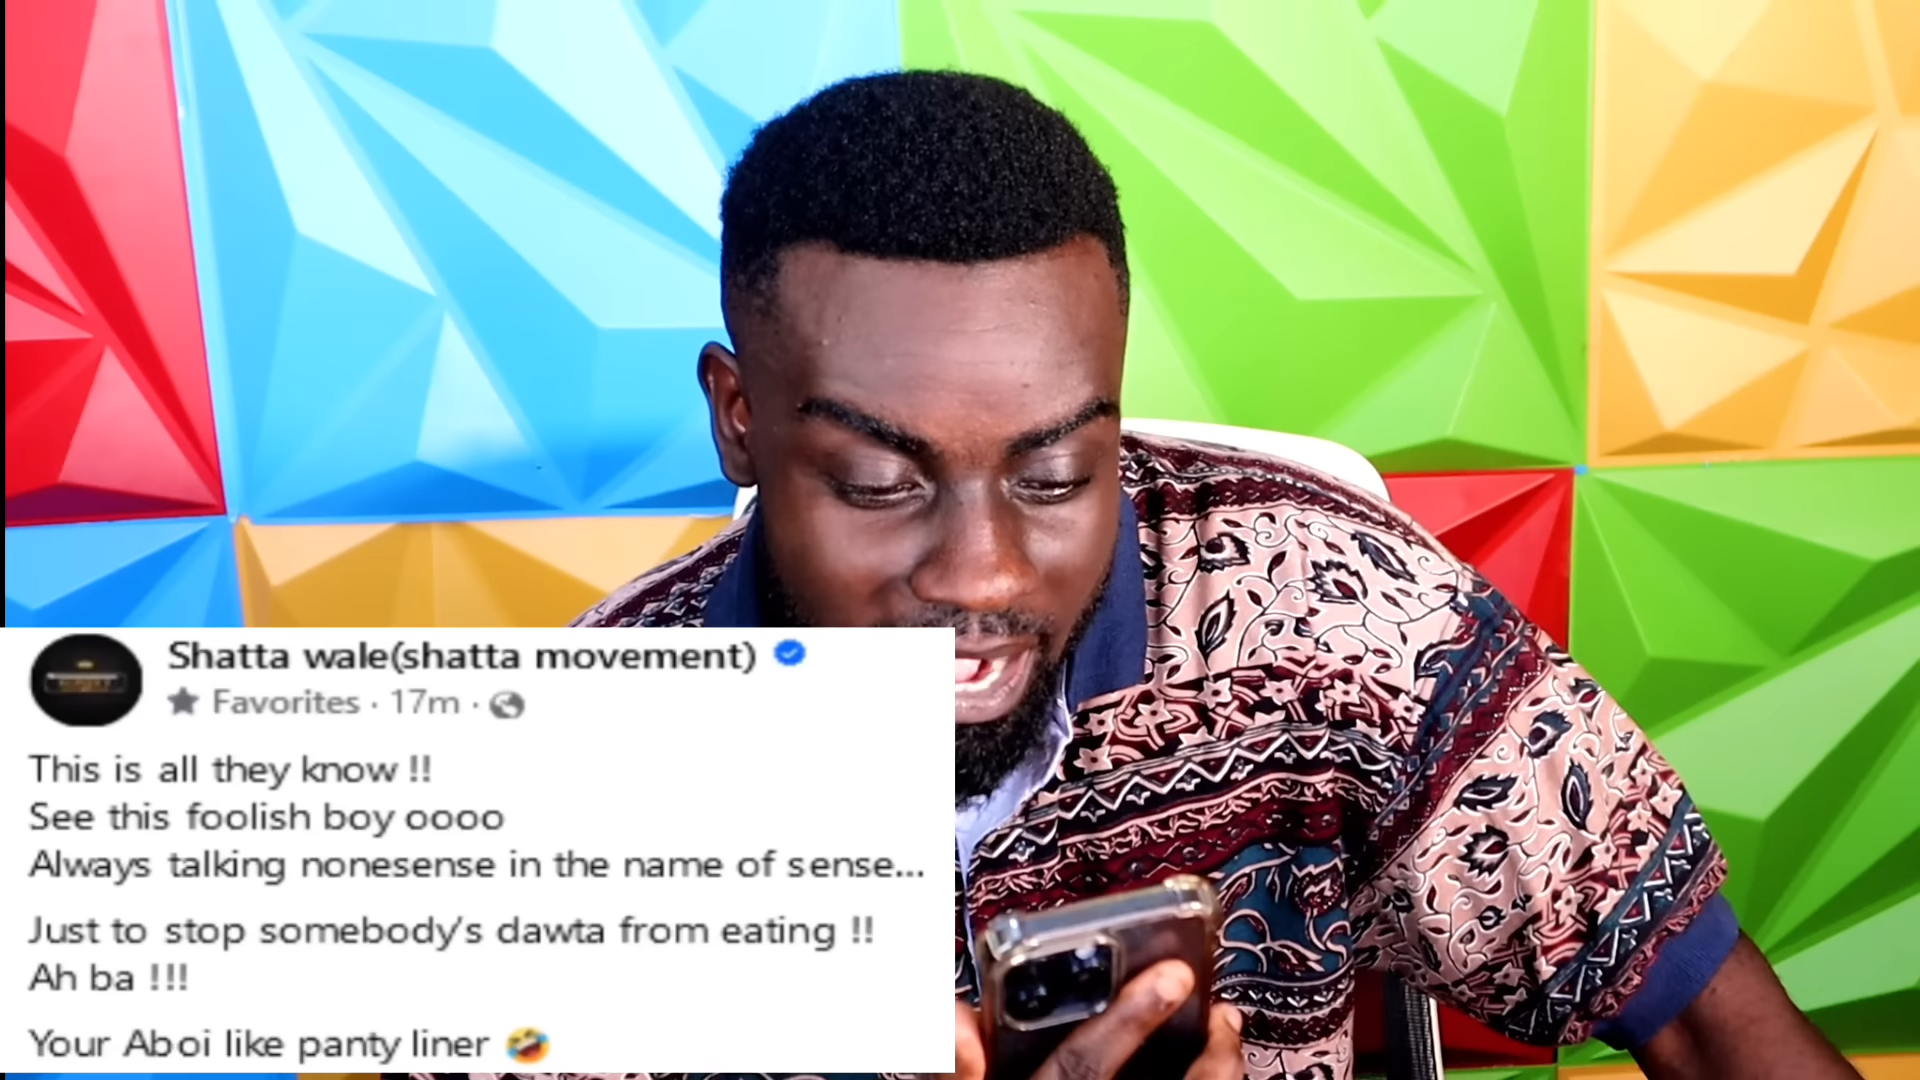 Shatta wale(shatta movement)
Favorites · 17m ·
This is all they know !!
See this foolish boy oooo
Always talking nonesense in the name of sense...
Just to stop somebody's dawta from eating !!
Ah ba !!!
Your Aboi like panty liner 🤣